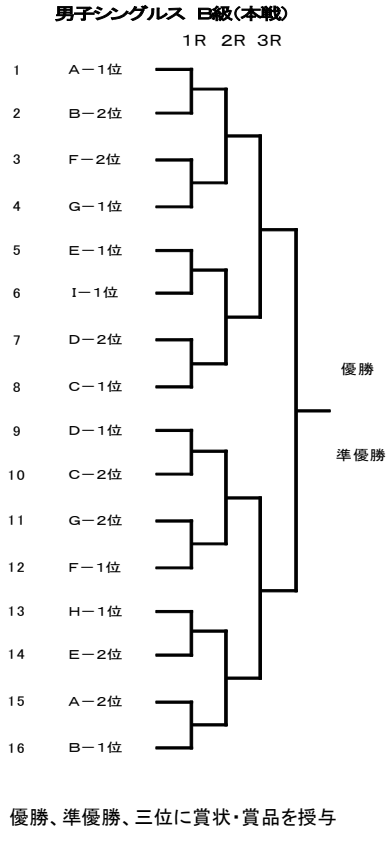 男子シングルス B級(本戦)
1R 2R 3R
1 A－1位
2 B－2位
3 F－2位
4 G－1位
5 E－1位
6 I－1位
7 D－2位
8 C－1位
優勝
準優勝
9 D－1位
10 C－2位
11 G－2位
12 F－1位
13 H－1位
14 E－2位
15 A－2位
16 B－1位
優勝、準優勝、三位に賞状・賞品を授与